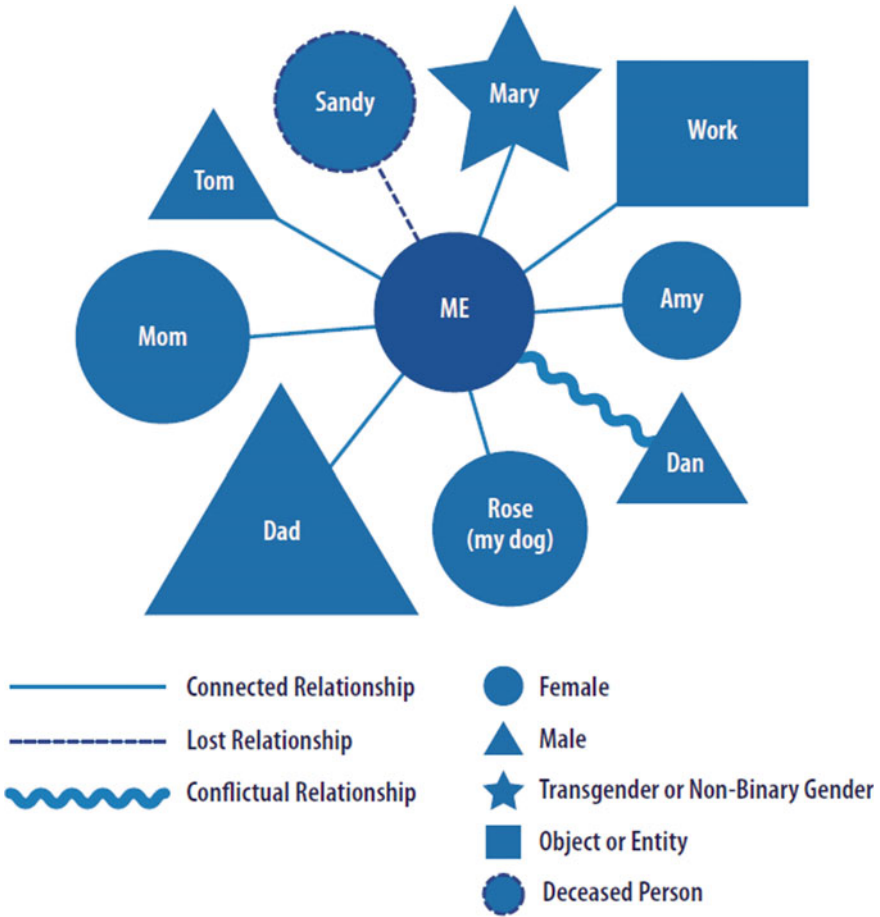 Sandy
Mary
Work
Tom
ME
Amy
Mom
Dan
Rose
(my dog)
Dad
Connected Relationship
Lost Relationship
Conflictual Relationship
Female
Male
Transgender or Non-Binary Gender
Object or Entity
Deceased Person